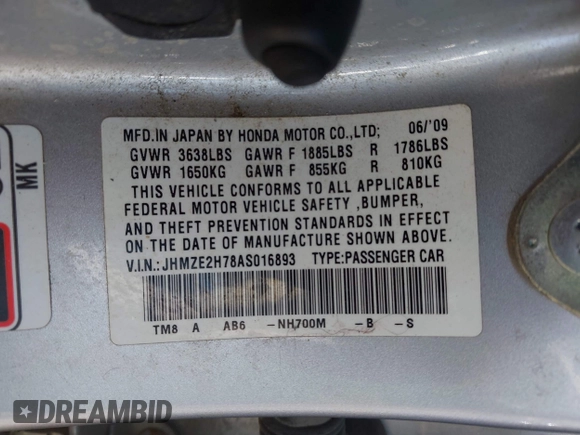 MFD.IN JAPAN BY HONDA MOTOR CO.,LTD; 06/'09
GVWR 3638LBS GAWR F 1885LBS R 1786LBS
GVWR 1650KG GAWR F 855KG R 810KG
THIS VEHICLE CONFORMS TO ALL APPLICABLE
FEDERAL MOTOR VEHICLE SAFETY ,BUMPER,
AND THEFT PREVENTION STANDARDS IN EFFECT
ON THE DATE OF MANUFACTURE SHOWN ABOVE.
V.I.N.:JHMZE2H78AS016893 TYPE:PASSENGER CAR
TM8 A AB6 -NH700M -B -S
MK
DREAMBID